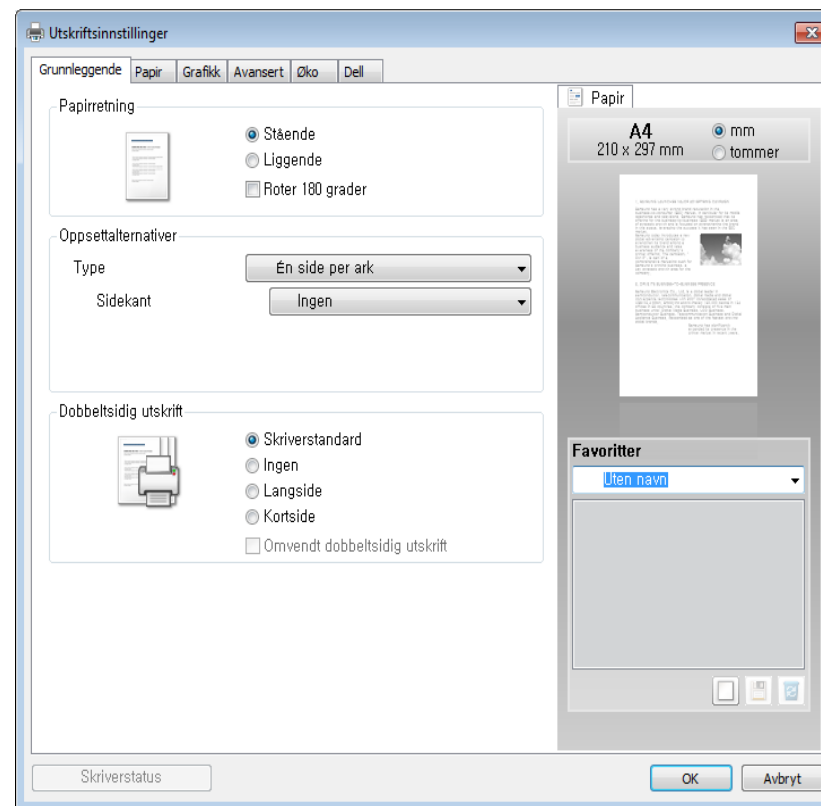 Utskriftsinnstillinger
Grunnleggende Papir Grafikk Avansert Øko Dell
Papirretning
Stående
Liggende
Roter 180 grader
Oppsettalternativer
Type Én side per ark
Sidekant Ingen
Dobbeltsidig utskrift
Skriverstandard
Ingen
Langside
Kortside
Omvendt dobbeltsidig utskrift
Papir
A4
210 x 297 mm
mm
tommer
Favoritter
Uten navn
Skriverstatus OK Avbryt